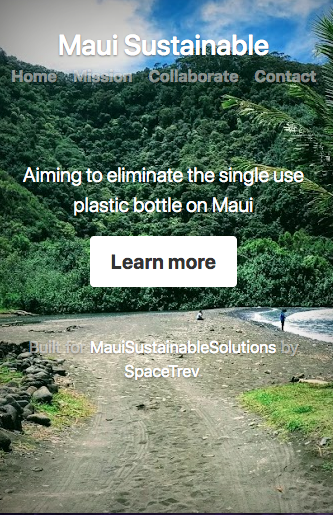 Maui Sustainable
Home Mission Collaborate Contact
Aiming to eliminate the single use
plastic bottle on Maui
Learn more
Built for MauiSustainableSolutions by
SpaceTrev